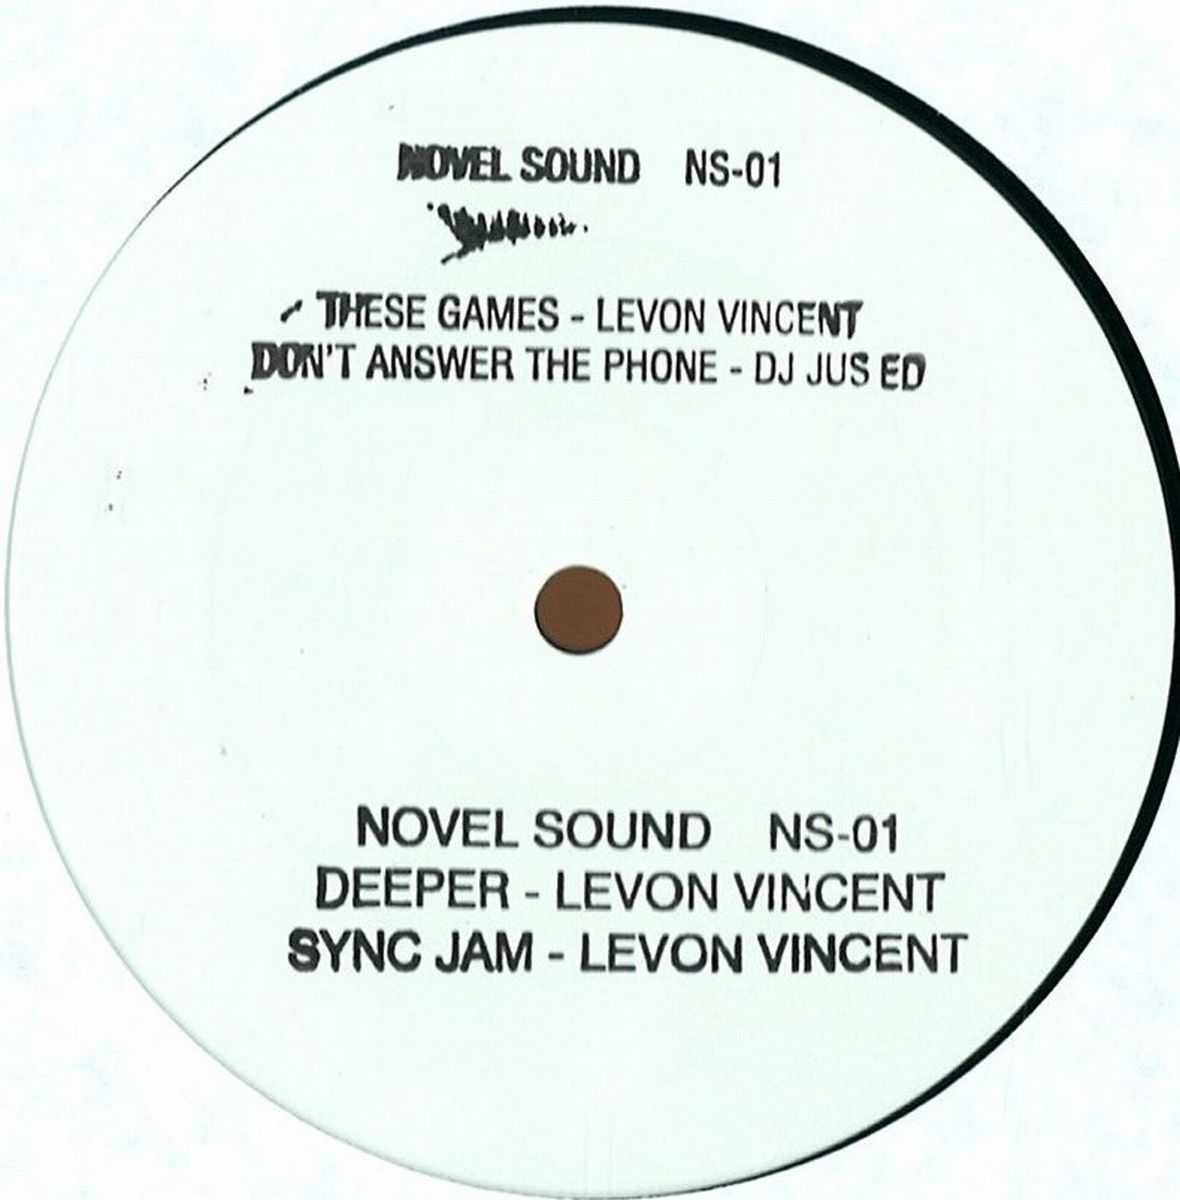 NOVEL SOUND NS-01
THESE GAMES - LEVON VINCENT
DON'T ANSWER THE PHONE - DJ JUS ED
NOVEL SOUND NS-01
DEEPER - LEVON VINCENT
SYNC JAM - LEVON VINCENT